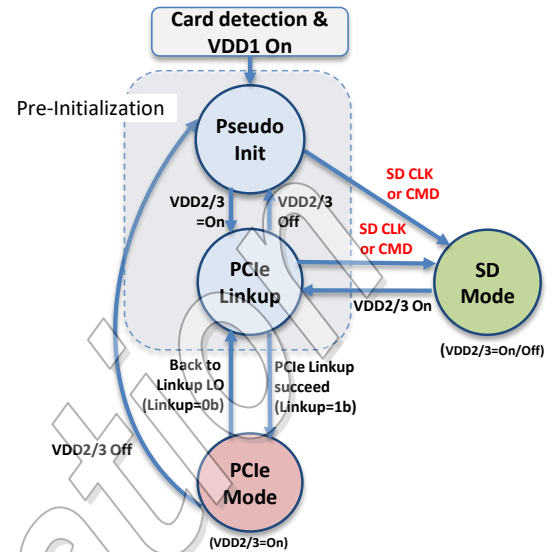 Card detection &
VDD1 On
Pre-Initialization
Pseudo
Init
SD CLK
or CMD
VDD2/3
=On
VDD2/3
Off
SD CLK
or CMD
PCIe
Linkup
SD
Mode
VDD2/3 On
(VDD2/3=On/Off)
Back to
Linkup LO
(Linkup=0b)
PCIe Linkup
succeed
(Linkup=1b)
VDD2/3 Off
PCIe
Mode
(VDD2/3=On)